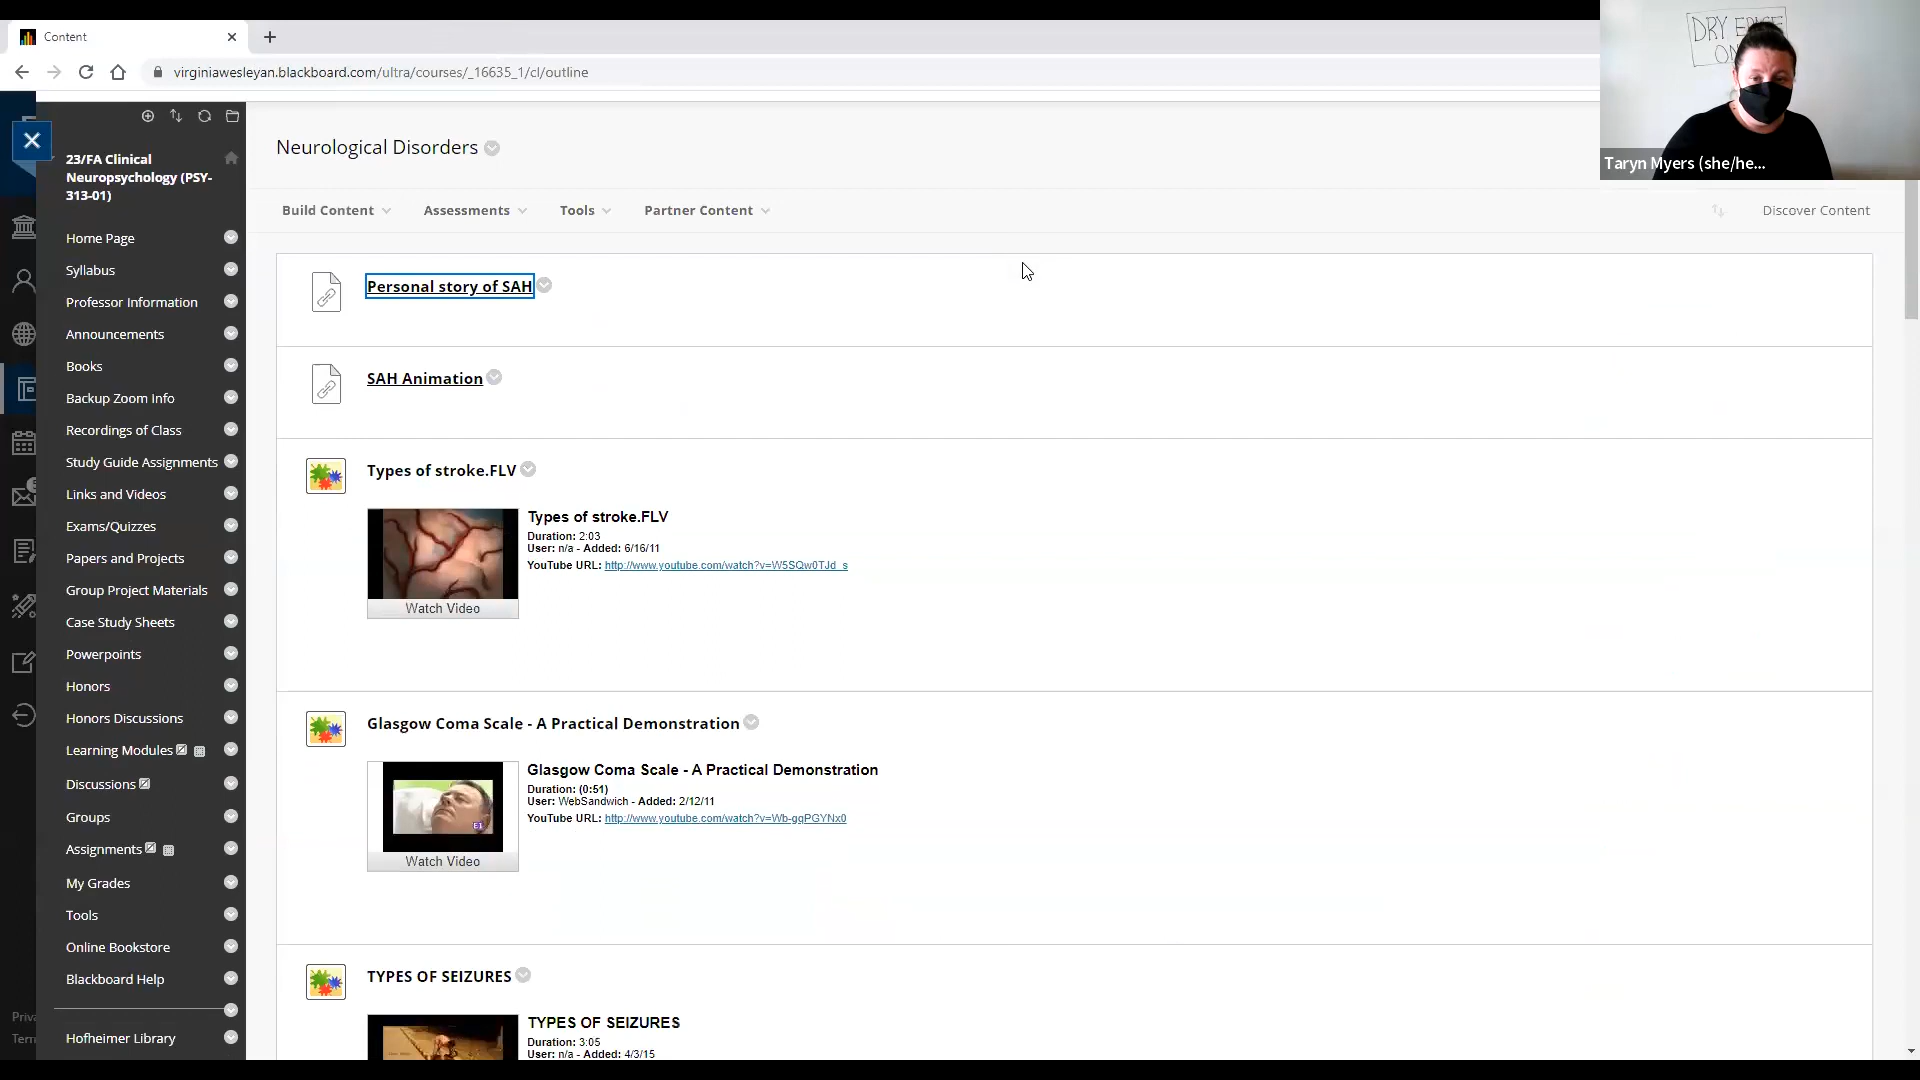 Content
virginiawesleyan.blackboard.com/ultra/courses/_16635_1/cl/outline
DRY ERASE
Taryn Myers (she/he...
23/FA Clinical
Neuropsychology (PSY-
313-01)
Home Page
Syllabus
Professor Information
Announcements
Books
Backup Zoom Info
Recordings of Class
Study Guide Assignments
Links and Videos
Exams/Quizzes
Papers and Projects
Group Project Materials
Case Study Sheets
Powerpoints
Honors
Honors Discussions
Learning Modules
Discussions
Groups
Assignments
My Grades
Tools
Online Bookstore
Blackboard Help
Hofheimer Library
Neurological Disorders
Build Content
Assessments
Tools
Partner Content
Discover Content
Personal story of SAH
SAH Animation
Types of stroke.FLV
Types of stroke.FLV
Duration: 2:03
User: n/a - Added: 6/16/11
YouTube URL: http://www.youtube.com/watch?v=W5SQw0TJd_s
Watch Video
Glasgow Coma Scale - A Practical Demonstration
Glasgow Coma Scale - A Practical Demonstration
Duration: (0:51)
User: WebSandwich - Added: 2/12/11
YouTube URL: http://www.youtube.com/watch?v=Wb-gqPGYNx0
Watch Video
TYPES OF SEIZURES
TYPES OF SEIZURES
Duration: 3:05
User: n/a - Added: 4/3/15